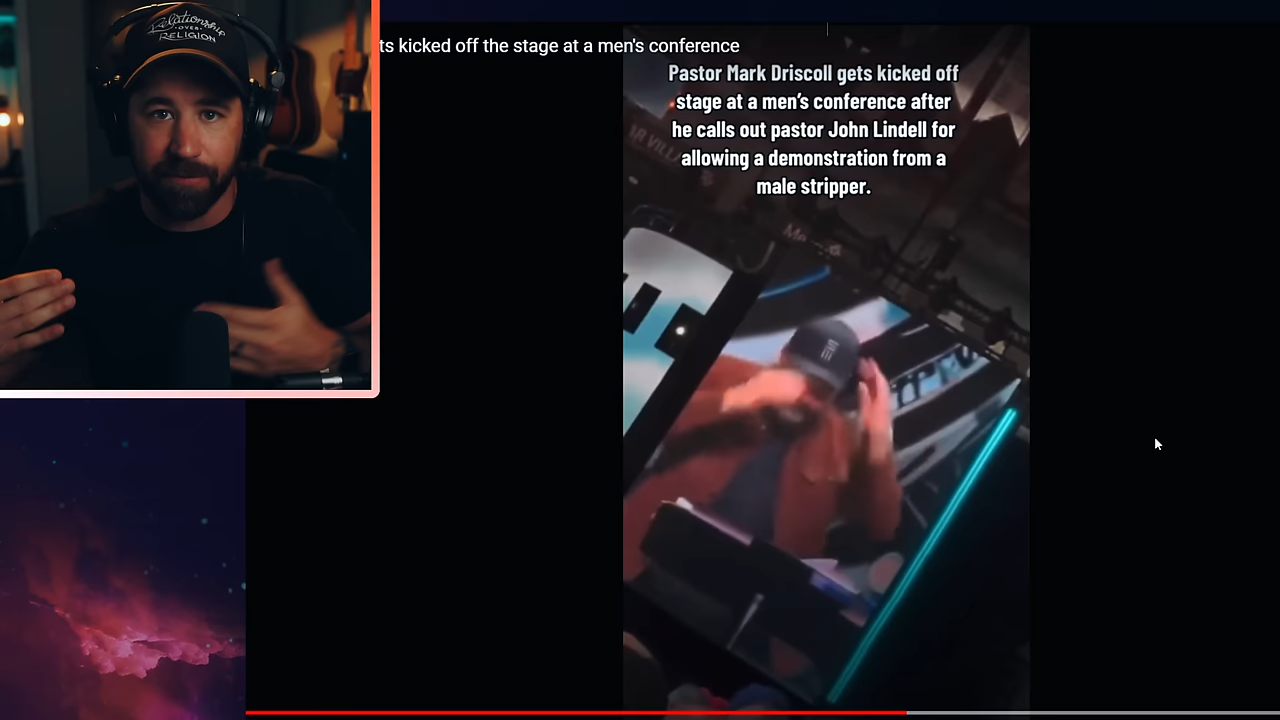 Relationship
OVER
RELIGION
ts kicked off the stage at a men's conference
Pastor Mark Driscoll gets kicked off
stage at a men's conference after
he calls out pastor John Lindell for
allowing a demonstration from a
male stripper.